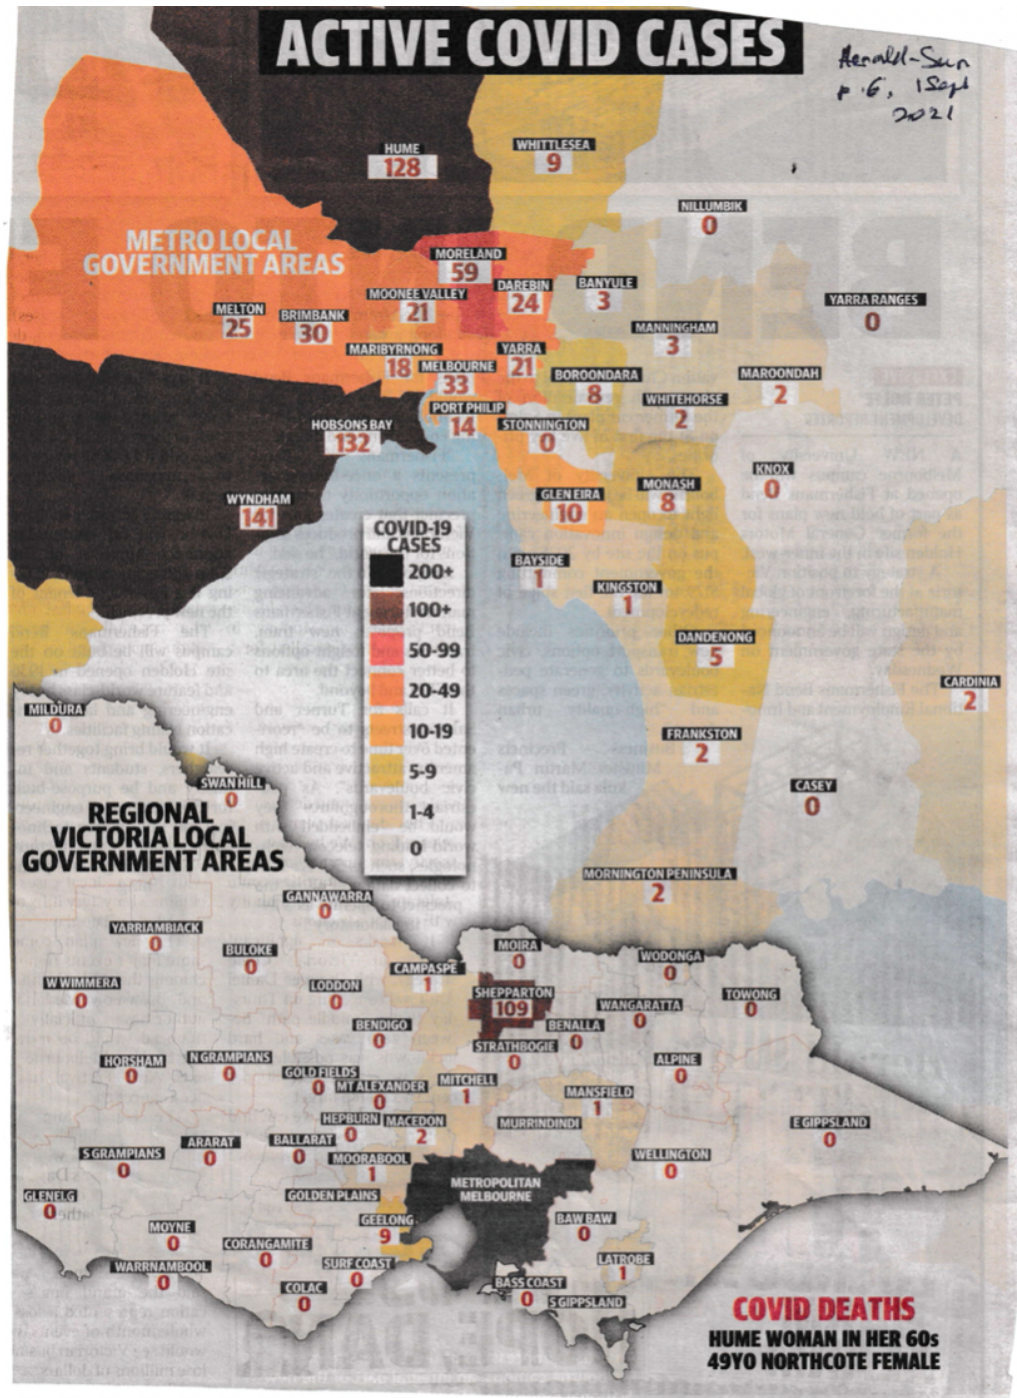 ACTIVE COVID CASES
Herald-Sun
p.6, 1 Sept
2021
HUME
128
WHITTLESEA
9
NILLUMBIK
0
METRO LOCAL
GOVERNMENT AREAS
MORELAND
59
MOONEE VALLEY
21
DAREBIN
24
BANYULE
3
YARRA RANGES
0
MELTON
25
BRIMBANK
30
MANNINGHAM
3
MARIBYRNONG
18
MELBOURNE
33
YARRA
21
BOROONDARA
8
MAROONDAH
2
WHITEHORSE
2
PORT PHILIP
14
HOBSONS BAY
132
STONNINGTON
0
KNOX
0
MONASH
8
GLEN EIRA
10
WYNDHAM
141
COVID-19
CASES
200+
100+
50-99
20-49
10-19
5-9
1-4
0
BAYSIDE
1
KINGSTON
1
DANDENONG
5
CARDINIA
2
FRANKSTON
2
CASEY
0
MORNINGTON PENINSULA
2
MILDURA
0
SWAN HILL
0
REGIONAL
VICTORIA LOCAL
GOVERNMENT AREAS
GANNAWARRA
0
YARRIAMBIACK
0
BULOKE
0
MOIRA
0
WODONGA
0
CAMPASPE
1
W WIMMERA
0
LODDON
0
SHEPPARTON
109
WANGARATTA
0
TOWONG
0
BENDIGO
0
BENALLA
0
STRATHBOGIE
0
HORSHAM
0
N GRAMPIANS
0
GOLD FIELDS
0
MT ALEXANDER
0
MITCHELL
1
ALPINE
0
MANSFIELD
1
HEPBURN
0
MACEDON
2
MURRINDINDI
E GIPPSLAND
0
S GRAMPIANS
0
ARARAT
0
BALLARAT
0
MOORABOOL
1
WELLINGTON
0
METROPOLITAN
MELBOURNE
GLENELG
0
GOLDEN PLAINS
GEELONG
9
MOYNE
0
BAW BAW
0
CORANGAMITE
0
WARRNAMBOOL
0
SURF COAST
0
LATROBE
1
COLAC
0
BASS COAST
0
S GIPPSLAND
COVID DEATHS
HUME WOMAN IN HER 60s
49YO NORTHCOTE FEMALE